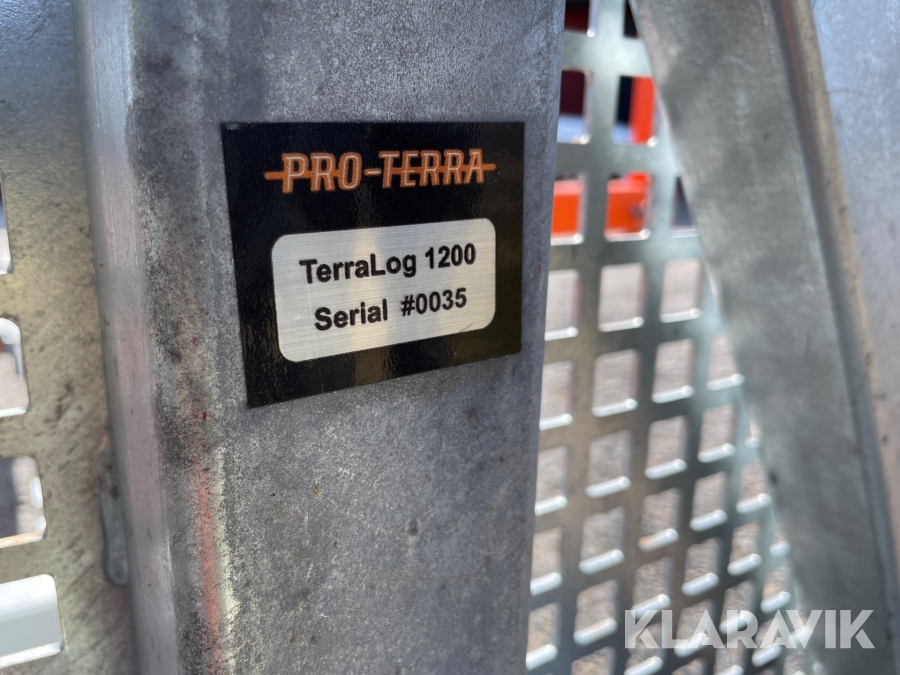 PRO-TERRA
TerraLog 1200
Serial #0035
KLARAVIK